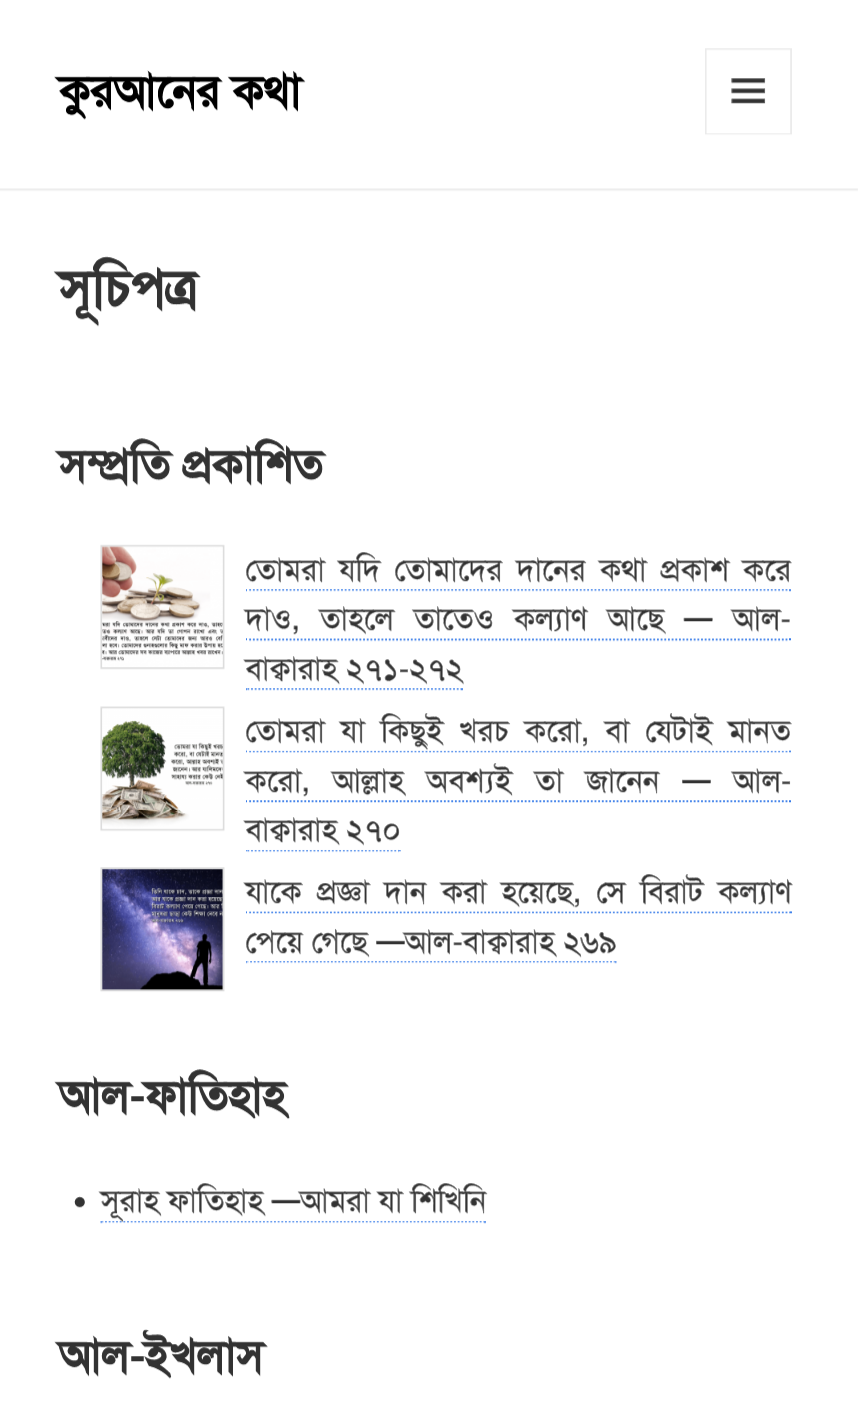 কুরআনের কথা
সূচিপত্র
সম্প্রতি প্রকাশিত
তোমরা যদি তোমাদের দানের কথা প্রকাশ করে
দাও, তাহলে তাতেও কল্যাণ আছে — আল-
বাক্বারাহ ২৭১-২৭২
তোমরা যা কিছুই খরচ করো, বা যেটাই মানত
করো, আল্লাহ অবশ্যই তা জানেন — আল-
বাক্বারাহ ২৭০
যাকে প্রজ্ঞা দান করা হয়েছে, সে বিরাট কল্যাণ
পেয়ে গেছে —আল-বাক্বারাহ ২৬৯
আল-ফাতিহাহ
• সূরাহ ফাতিহাহ —আমরা যা শিখিনি
আল-ইখলাস